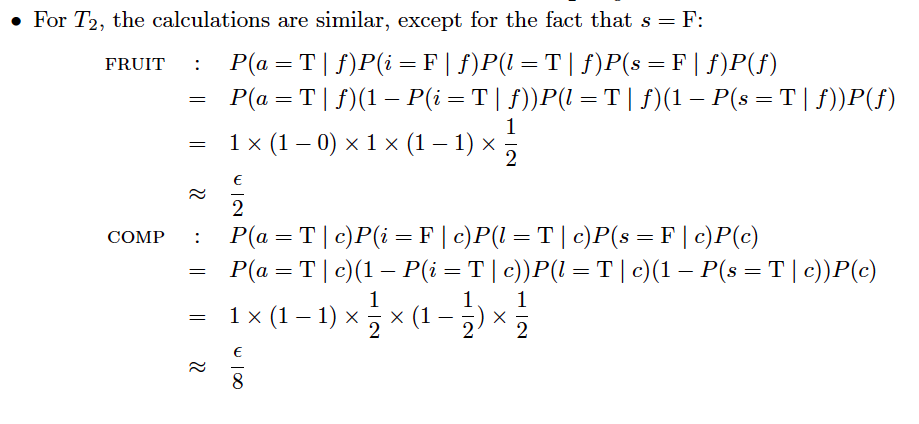 • For T₂, the calculations are similar, except for the fact that s = F:
FRUIT : P(a = T | f)P(i = F | f)P(l = T | f)P(s = F | f)P(f)
= P(a = T | f)(1 − P(i = T | f))P(l = T | f)(1 − P(s = T | f))P(f)
= 1 × (1 − 0) × 1 × (1 − 1) × 1/2
≈ ϵ/2
COMP : P(a = T | c)P(i = F | c)P(l = T | c)P(s = F | c)P(c)
= P(a = T | c)(1 − P(i = T | c))P(l = T | c)(1 − P(s = T | c))P(c)
= 1 × (1 − 1) × 1/2 × (1 − 1/2) × 1/2
≈ ϵ/8